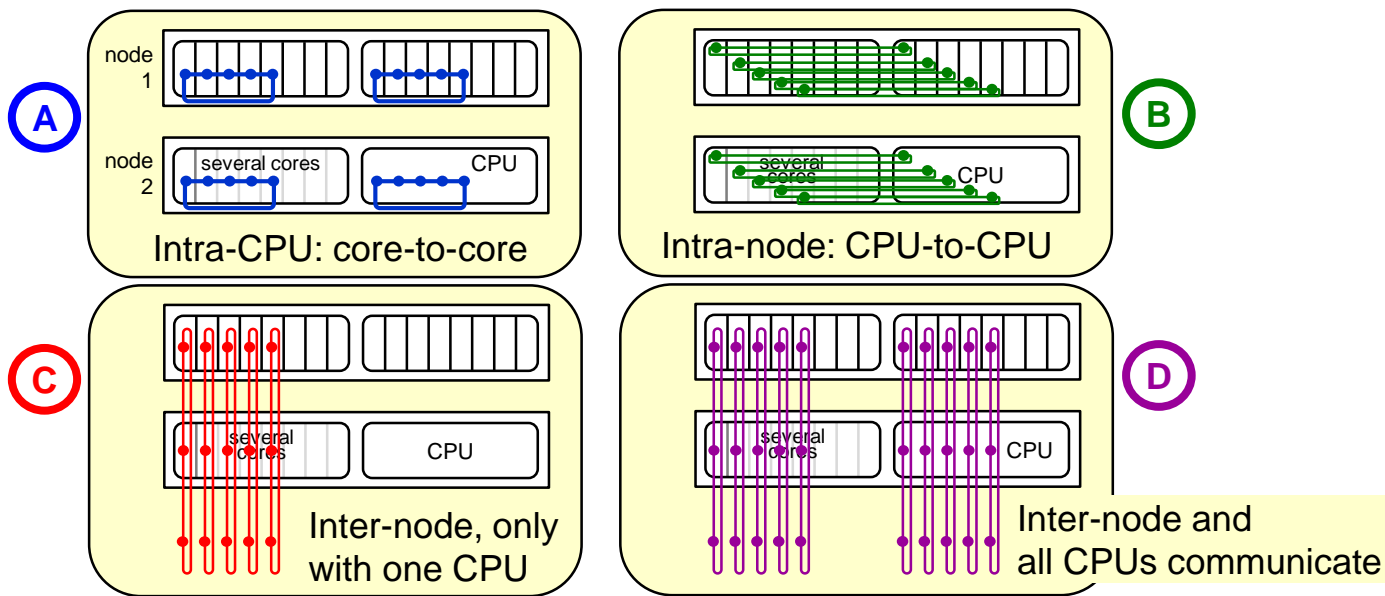 A
node
1
node
2
several cores
CPU
Intra-CPU: core-to-core
B
several
cores
CPU
Intra-node: CPU-to-CPU
C
several
cores
CPU
Inter-node, only
with one CPU
D
several
cores
CPU
Inter-node and
all CPUs communicate